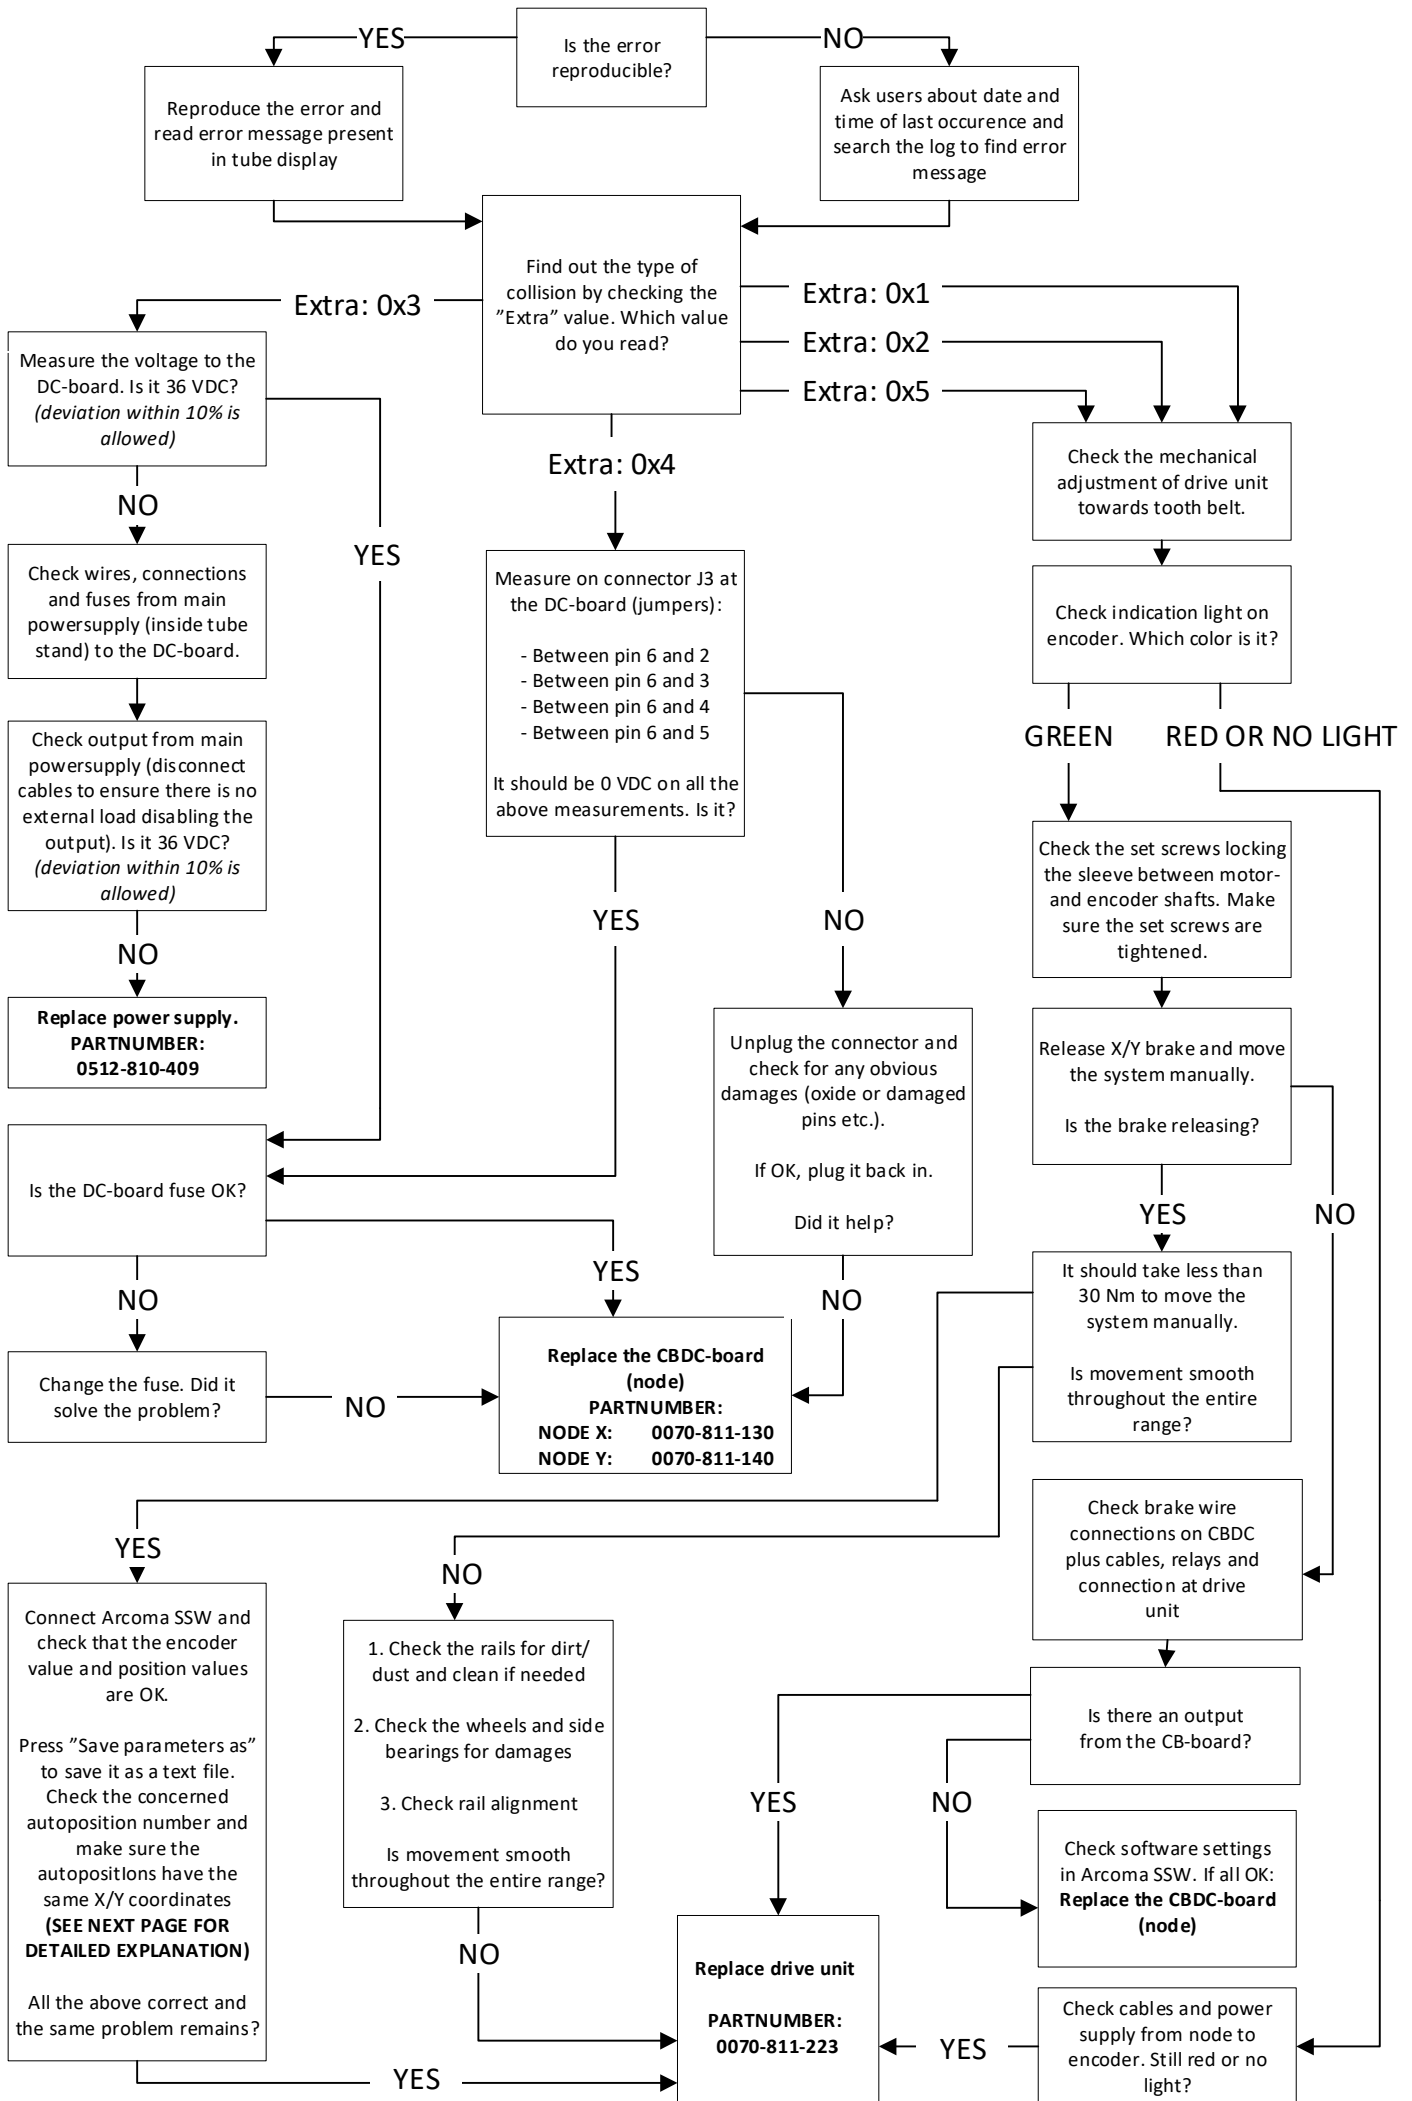 Is the error
reproducible?
YES
NO
Reproduce the error and
read error message present
in tube display
Ask users about date and
time of last occurence and
search the log to find error
message
Find out the type of
collision by checking the
”Extra” value. Which value
do you read?
Extra: 0x3
Extra: 0x1
Extra: 0x2
Extra: 0x5
Extra: 0x4
Measure the voltage to the
DC-board. Is it 36 VDC?
(deviation within 10% is
allowed)
NO
YES
Check wires, connections
and fuses from main
powersupply (inside tube
stand) to the DC-board.
Check output from main
powersupply (disconnect
cables to ensure there is no
external load disabling the
output). Is it 36 VDC?
(deviation within 10% is
allowed)
NO
Replace power supply.
PARTNUMBER:
0512-810-409
Is the DC-board fuse OK?
NO
YES
Change the fuse. Did it
solve the problem?
NO
Measure on connector J3 at
the DC-board (jumpers):
- Between pin 6 and 2
- Between pin 6 and 3
- Between pin 6 and 4
- Between pin 6 and 5
It should be 0 VDC on all the
above measurements. Is it?
YES
NO
Unplug the connector and
check for any obvious
damages (oxide or damaged
pins etc.).
If OK, plug it back in.
Did it help?
NO
Replace the CBDC-board
(node)
PARTNUMBER:
NODE X: 0070-811-130
NODE Y: 0070-811-140
Check the mechanical
adjustment of drive unit
towards tooth belt.
Check indication light on
encoder. Which color is it?
GREEN
RED OR NO LIGHT
Check the set screws locking
the sleeve between motor-
and encoder shafts. Make
sure the set screws are
tightened.
Release X/Y brake and move
the system manually.
Is the brake releasing?
YES
NO
It should take less than
30 Nm to move the
system manually.
Is movement smooth
throughout the entire
range?
YES
NO
Check brake wire
connections on CBDC
plus cables, relays and
connection at drive
unit
Is there an output
from the CB-board?
YES
NO
Check software settings
in Arcoma SSW. If all OK:
Replace the CBDC-board
(node)
Connect Arcoma SSW and
check that the encoder
value and position values
are OK.
Press ”Save parameters as”
to save it as a text file.
Check the concerned
autoposition number and
make sure the
autopositIons have the
same X/Y coordinates
(SEE NEXT PAGE FOR
DETAILED EXPLANATION)
All the above correct and
the same problem remains?
YES
1. Check the rails for dirt/
dust and clean if needed
2. Check the wheels and side
bearings for damages
3. Check rail alignment
Is movement smooth
throughout the entire range?
NO
Replace drive unit
PARTNUMBER:
0070-811-223
YES
Check cables and power
supply from node to
encoder. Still red or no
light?